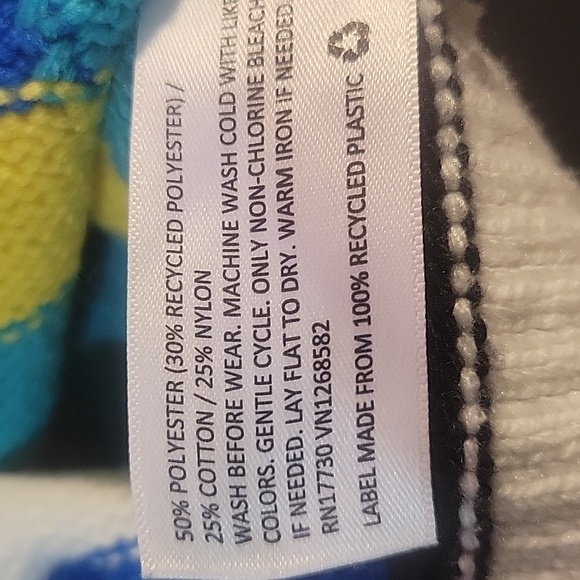 50% POLYESTER (30% RECYCLED POLYESTER) /
25% COTTON / 25% NYLON
WASH BEFORE WEAR. MACHINE WASH COLD WITH LIKE
COLORS. GENTLE CYCLE. ONLY NON-CHLORINE BLEACH
IF NEEDED. LAY FLAT TO DRY. WARM IRON IF NEEDED
RN17730 VN1268582
LABEL MADE FROM 100% RECYCLED PLASTIC